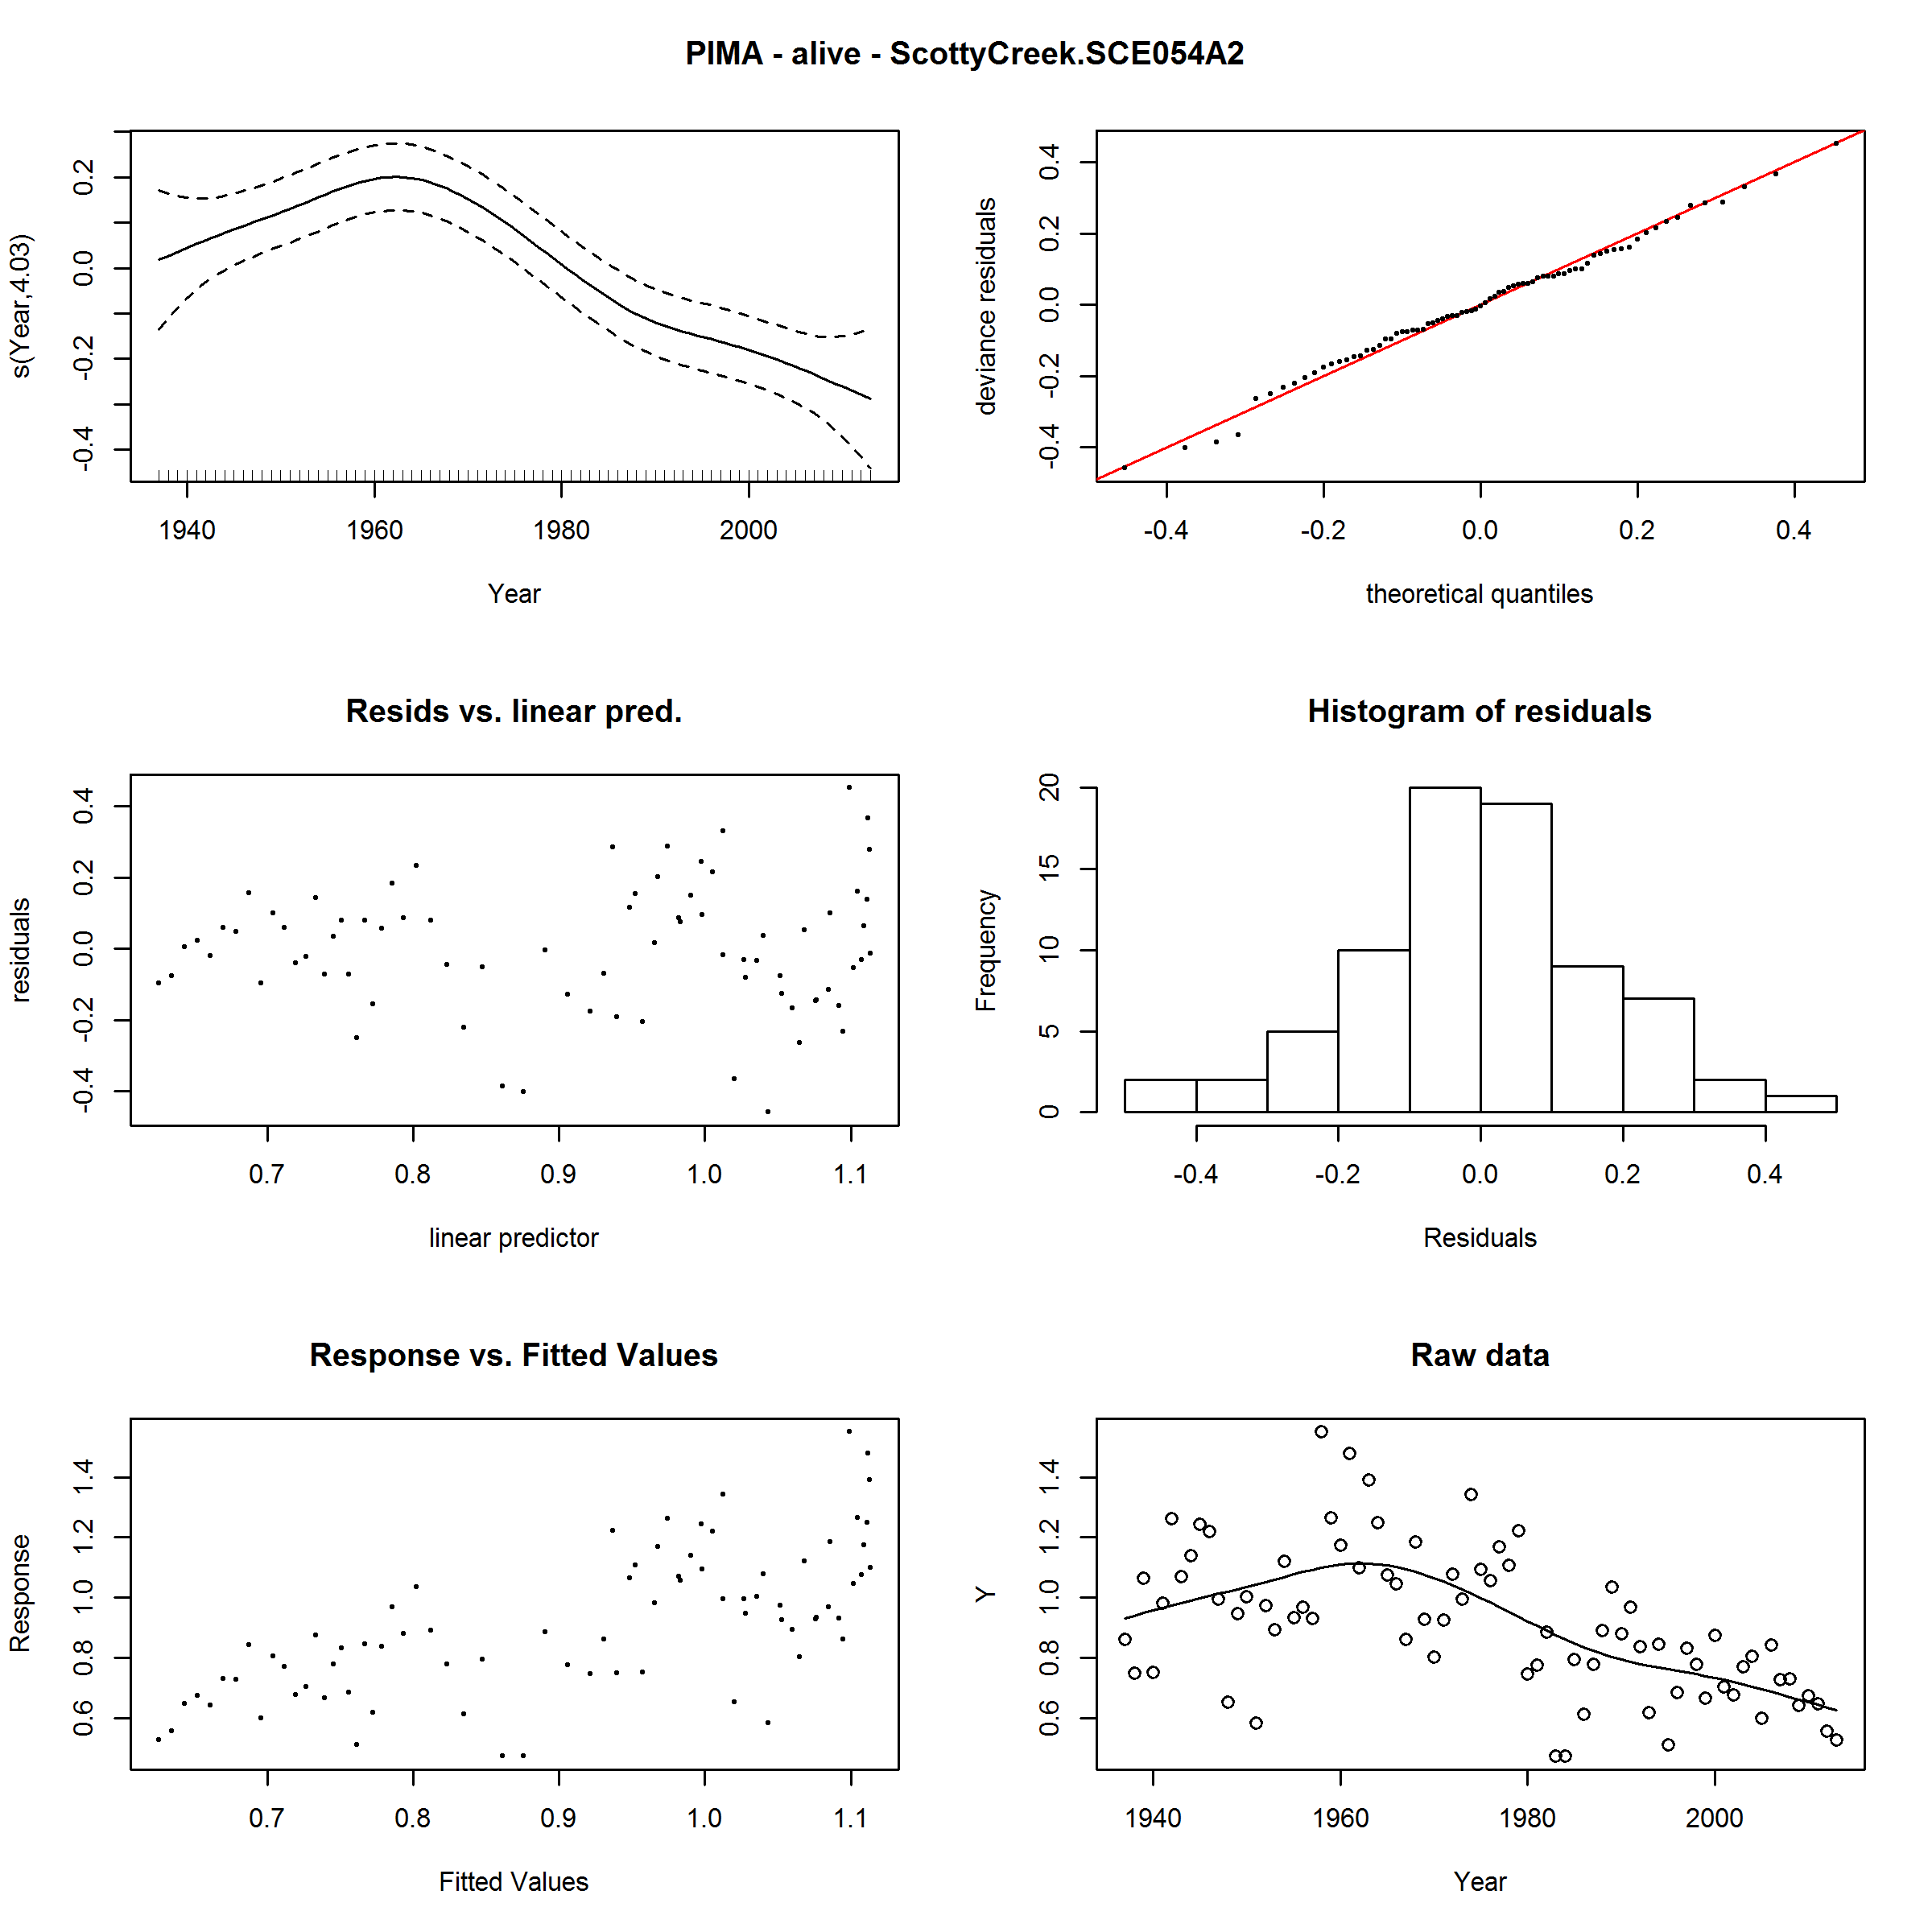 PIMA - alive - ScottyCreek.SCE054A2
s(Year,4.03)
0.2
0.0
-0.2
-0.4
1940 1960 1980 2000
Year
deviance residuals
0.4
0.2
0.0
-0.2
-0.4
-0.4 -0.2 0.0 0.2 0.4
theoretical quantiles
Resids vs. linear pred.
residuals
0.4
0.2
0.0
-0.2
-0.4
0.7 0.8 0.9 1.0 1.1
linear predictor
Histogram of residuals
Frequency
20
15
10
5
0
-0.4 -0.2 0.0 0.2 0.4
Residuals
Response vs. Fitted Values
Response
1.4
1.2
1.0
0.8
0.6
0.7 0.8 0.9 1.0 1.1
Fitted Values
Raw data
Y
1.4
1.2
1.0
0.8
0.6
1940 1960 1980 2000
Year